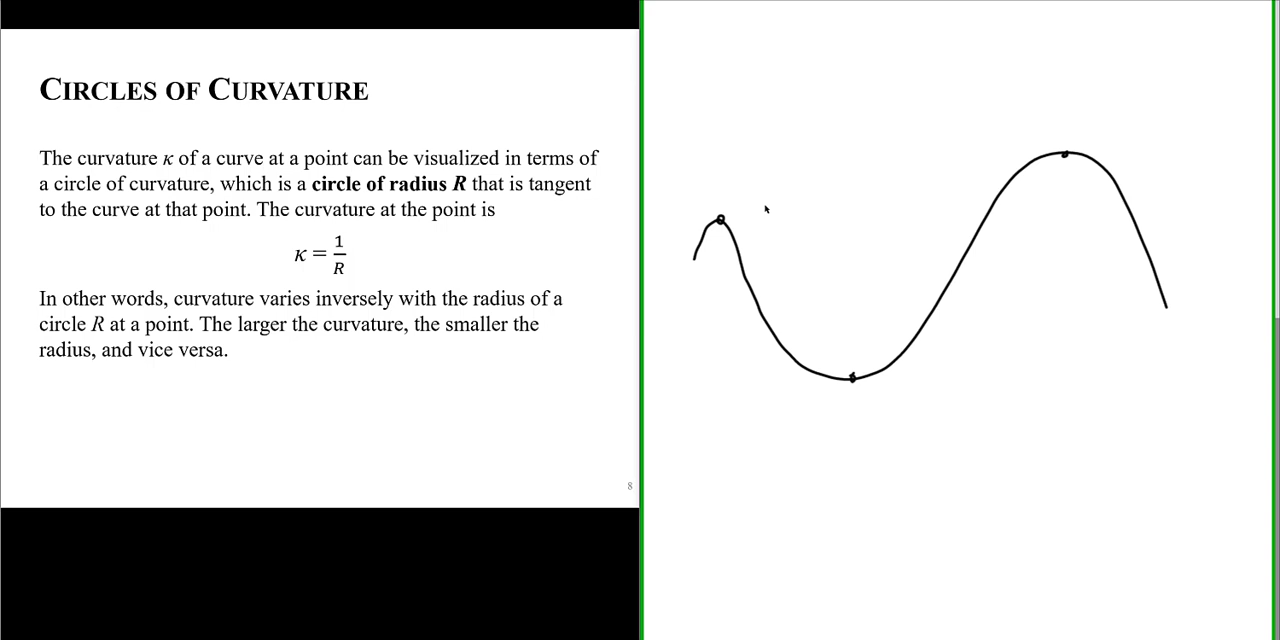 CIRCLES OF CURVATURE
The curvature κ of a curve at a point can be visualized in terms of
a circle of curvature, which is a circle of radius R that is tangent
to the curve at that point. The curvature at the point is
κ = 1/R
In other words, curvature varies inversely with the radius of a
circle R at a point. The larger the curvature, the smaller the
radius, and vice versa.
8